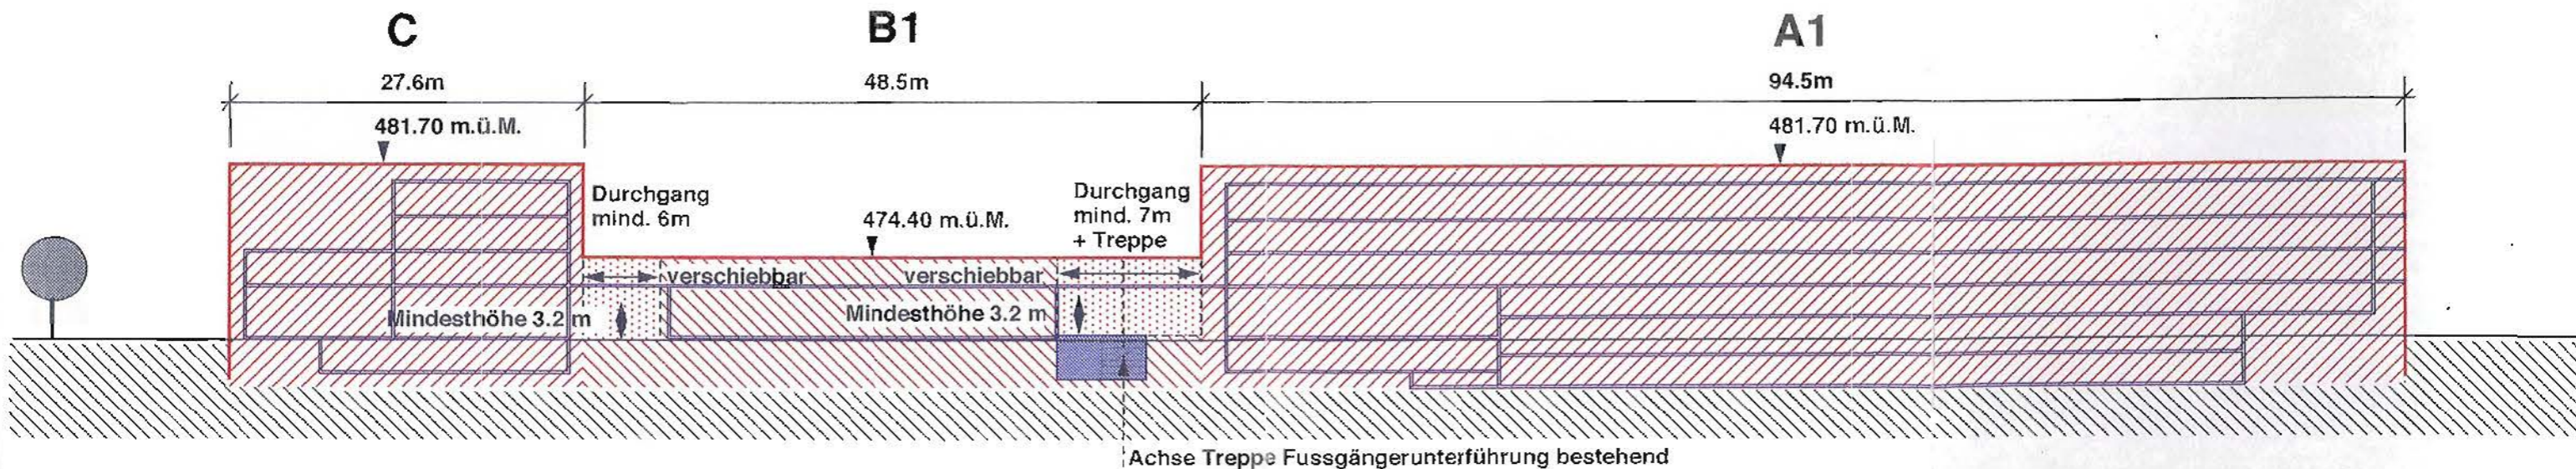 C
B1
A1
27.6m
48.5m
94.5m
481.70 m.ü.M.
481.70 m.ü.M.
Durchgang
mind. 6m
474.40 m.ü.M.
Durchgang
mind. 7m
+ Treppe
verschiebbar
verschiebbar
Mindesthöhe 3.2 m
Mindesthöhe 3.2 m
Achse Treppe Fussgängerunterführung bestehend